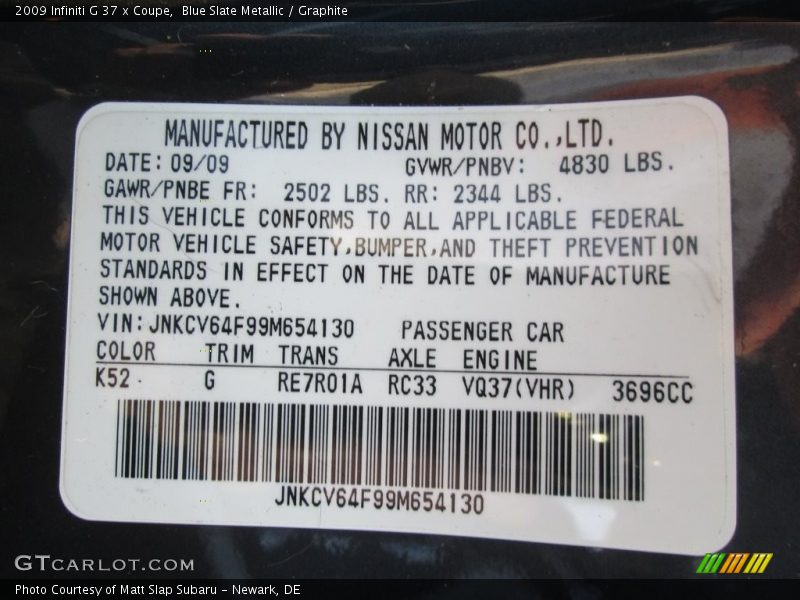 2009 Infiniti G 37 x Coupe,  Blue Slate Metallic / Graphite
MANUFACTURED BY NISSAN MOTOR CO.,LTD.
DATE: 09/09 GVWR/PNBV: 4830 LBS.
GAWR/PNBE FR: 2502 LBS. RR: 2344 LBS.
THIS VEHICLE CONFORMS TO ALL APPLICABLE FEDERAL
MOTOR VEHICLE SAFETY,BUMPER,AND THEFT PREVENTION
STANDARDS IN EFFECT ON THE DATE OF MANUFACTURE
SHOWN ABOVE.
VIN: JNKCV64F99M654130 PASSENGER CAR
COLOR TRIM TRANS AXLE ENGINE
K52 G RE7R01A RC33 VQ37(VHR) 3696CC
JNKCV64F99M654130
GTcarlot.com
Photo Courtesy of Matt Slap Subaru - Newark, DE